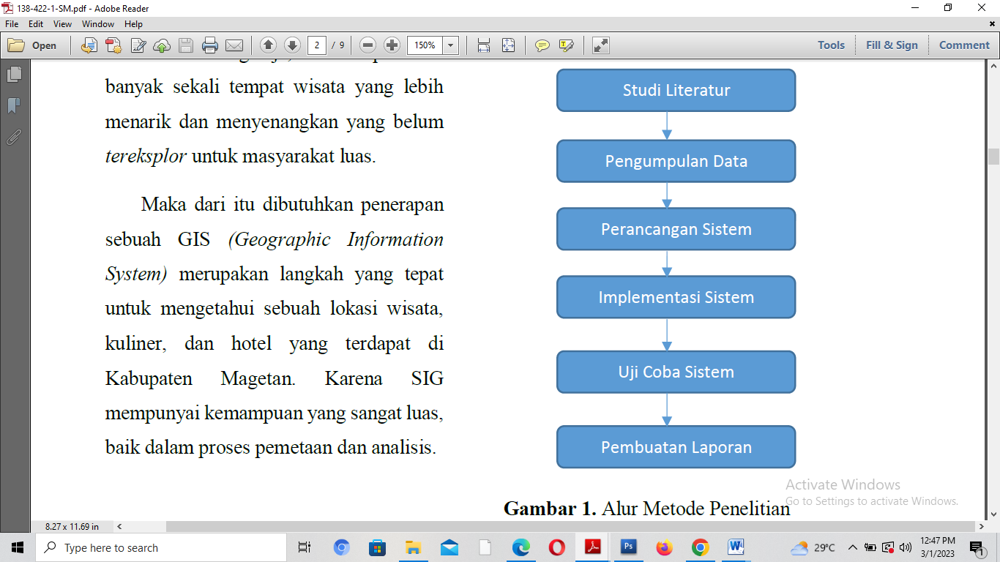 138-422-1-SM.pdf - Adobe Reader
File Edit View Window Help
Open 2 / 9 150% Tools Fill & Sign Comment
banyak sekali tempat wisata yang lebih
menarik dan menyenangkan yang belum
tereksplor untuk masyarakat luas.
Maka dari itu dibutuhkan penerapan
sebuah GIS (Geographic Information
System) merupakan langkah yang tepat
untuk mengetahui sebuah lokasi wisata,
kuliner, dan hotel yang terdapat di
Kabupaten Magetan. Karena SIG
mempunyai kemampuan yang sangat luas,
baik dalam proses pemetaan dan analisis.
Studi Literatur
Pengumpulan Data
Perancangan Sistem
Implementasi Sistem
Uji Coba Sistem
Pembuatan Laporan
Gambar 1. Alur Metode Penelitian
Activate Windows
Go to Settings to activate Windows.
8.27 x 11.69 in
Type here to search
29°C
12:47 PM
3/1/2023
1